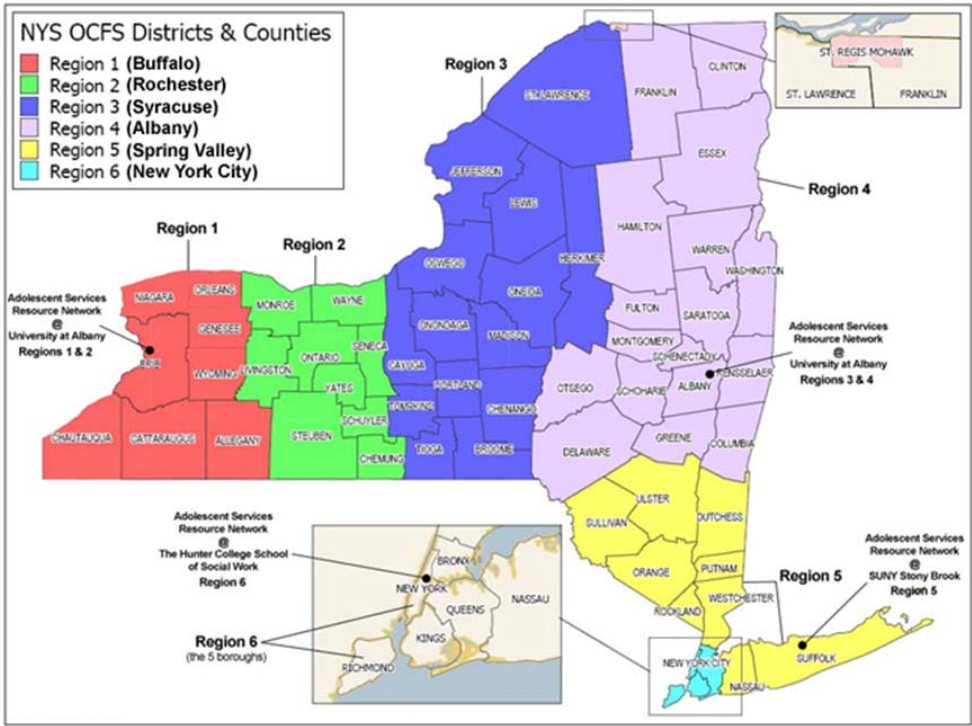 NYS OCFS Districts & Counties
Region 1 (Buffalo)
Region 2 (Rochester)
Region 3 (Syracuse)
Region 4 (Albany)
Region 5 (Spring Valley)
Region 6 (New York City)
ST. REGIS MOHAWK
ST. LAWRENCE
FRANKLIN
Region 3
ST. LAWRENCE
FRANKLIN
CLINTON
ESSEX
JEFFERSON
LEWIS
HAMILTON
Region 4
Region 1
Region 2
OSWEGO
HERKIMER
WARREN
WASHINGTON
NIAGARA
ORLEANS
MONROE
WAYNE
ONEIDA
FULTON
SARATOGA
Adolescent Services
Resource Network
@
University at Albany
Regions 1 & 2
GENESEE
ONONDAGA
MADISON
MONTGOMERY
SENECA
ONTARIO
CAYUGA
SCHENECTADY
Adolescent Services
Resource Network
@
University at Albany
Regions 3 & 4
ERIE
WYOMING
LIVINGSTON
YATES
CORTLAND
OTSEGO
SCHOHARIE
ALBANY
RENSSELAER
TOMPKINS
CHENANGO
SCHUYLER
CHAUTAUQUA
CATTARAUGUS
ALLEGANY
STEUBEN
TIOGA
BROOME
GREENE
COLUMBIA
CHEMUNG
DELAWARE
ULSTER
SULLIVAN
DUTCHESS
Adolescent Services
Resource Network
@
The Hunter College School
of Social Work
Region 6
BRONX
NEW YORK
QUEENS
NASSAU
KINGS
RICHMOND
Region 6
(the 5 boroughs)
ORANGE
PUTNAM
WESTCHESTER
ROCKLAND
Region 5
Adolescent Services
Resource Network
@
SUNY Stony Brook
Region 5
NEW YORK CITY
SUFFOLK
NASSAU